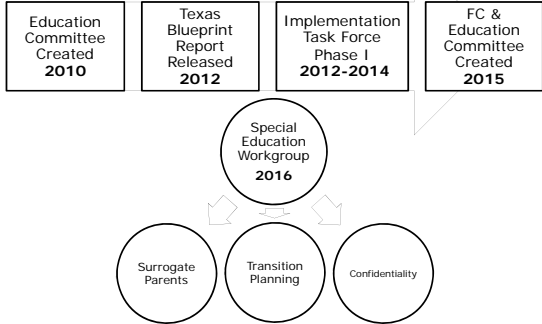 Education
Committee
Created
2010
Texas
Blueprint
Report
Released
2012
Implementation
Task Force
Phase I
2012-2014
FC &
Education
Committee
Created
2015
Special
Education
Workgroup
2016
Surrogate
Parents
Transition
Planning
Confidentiality